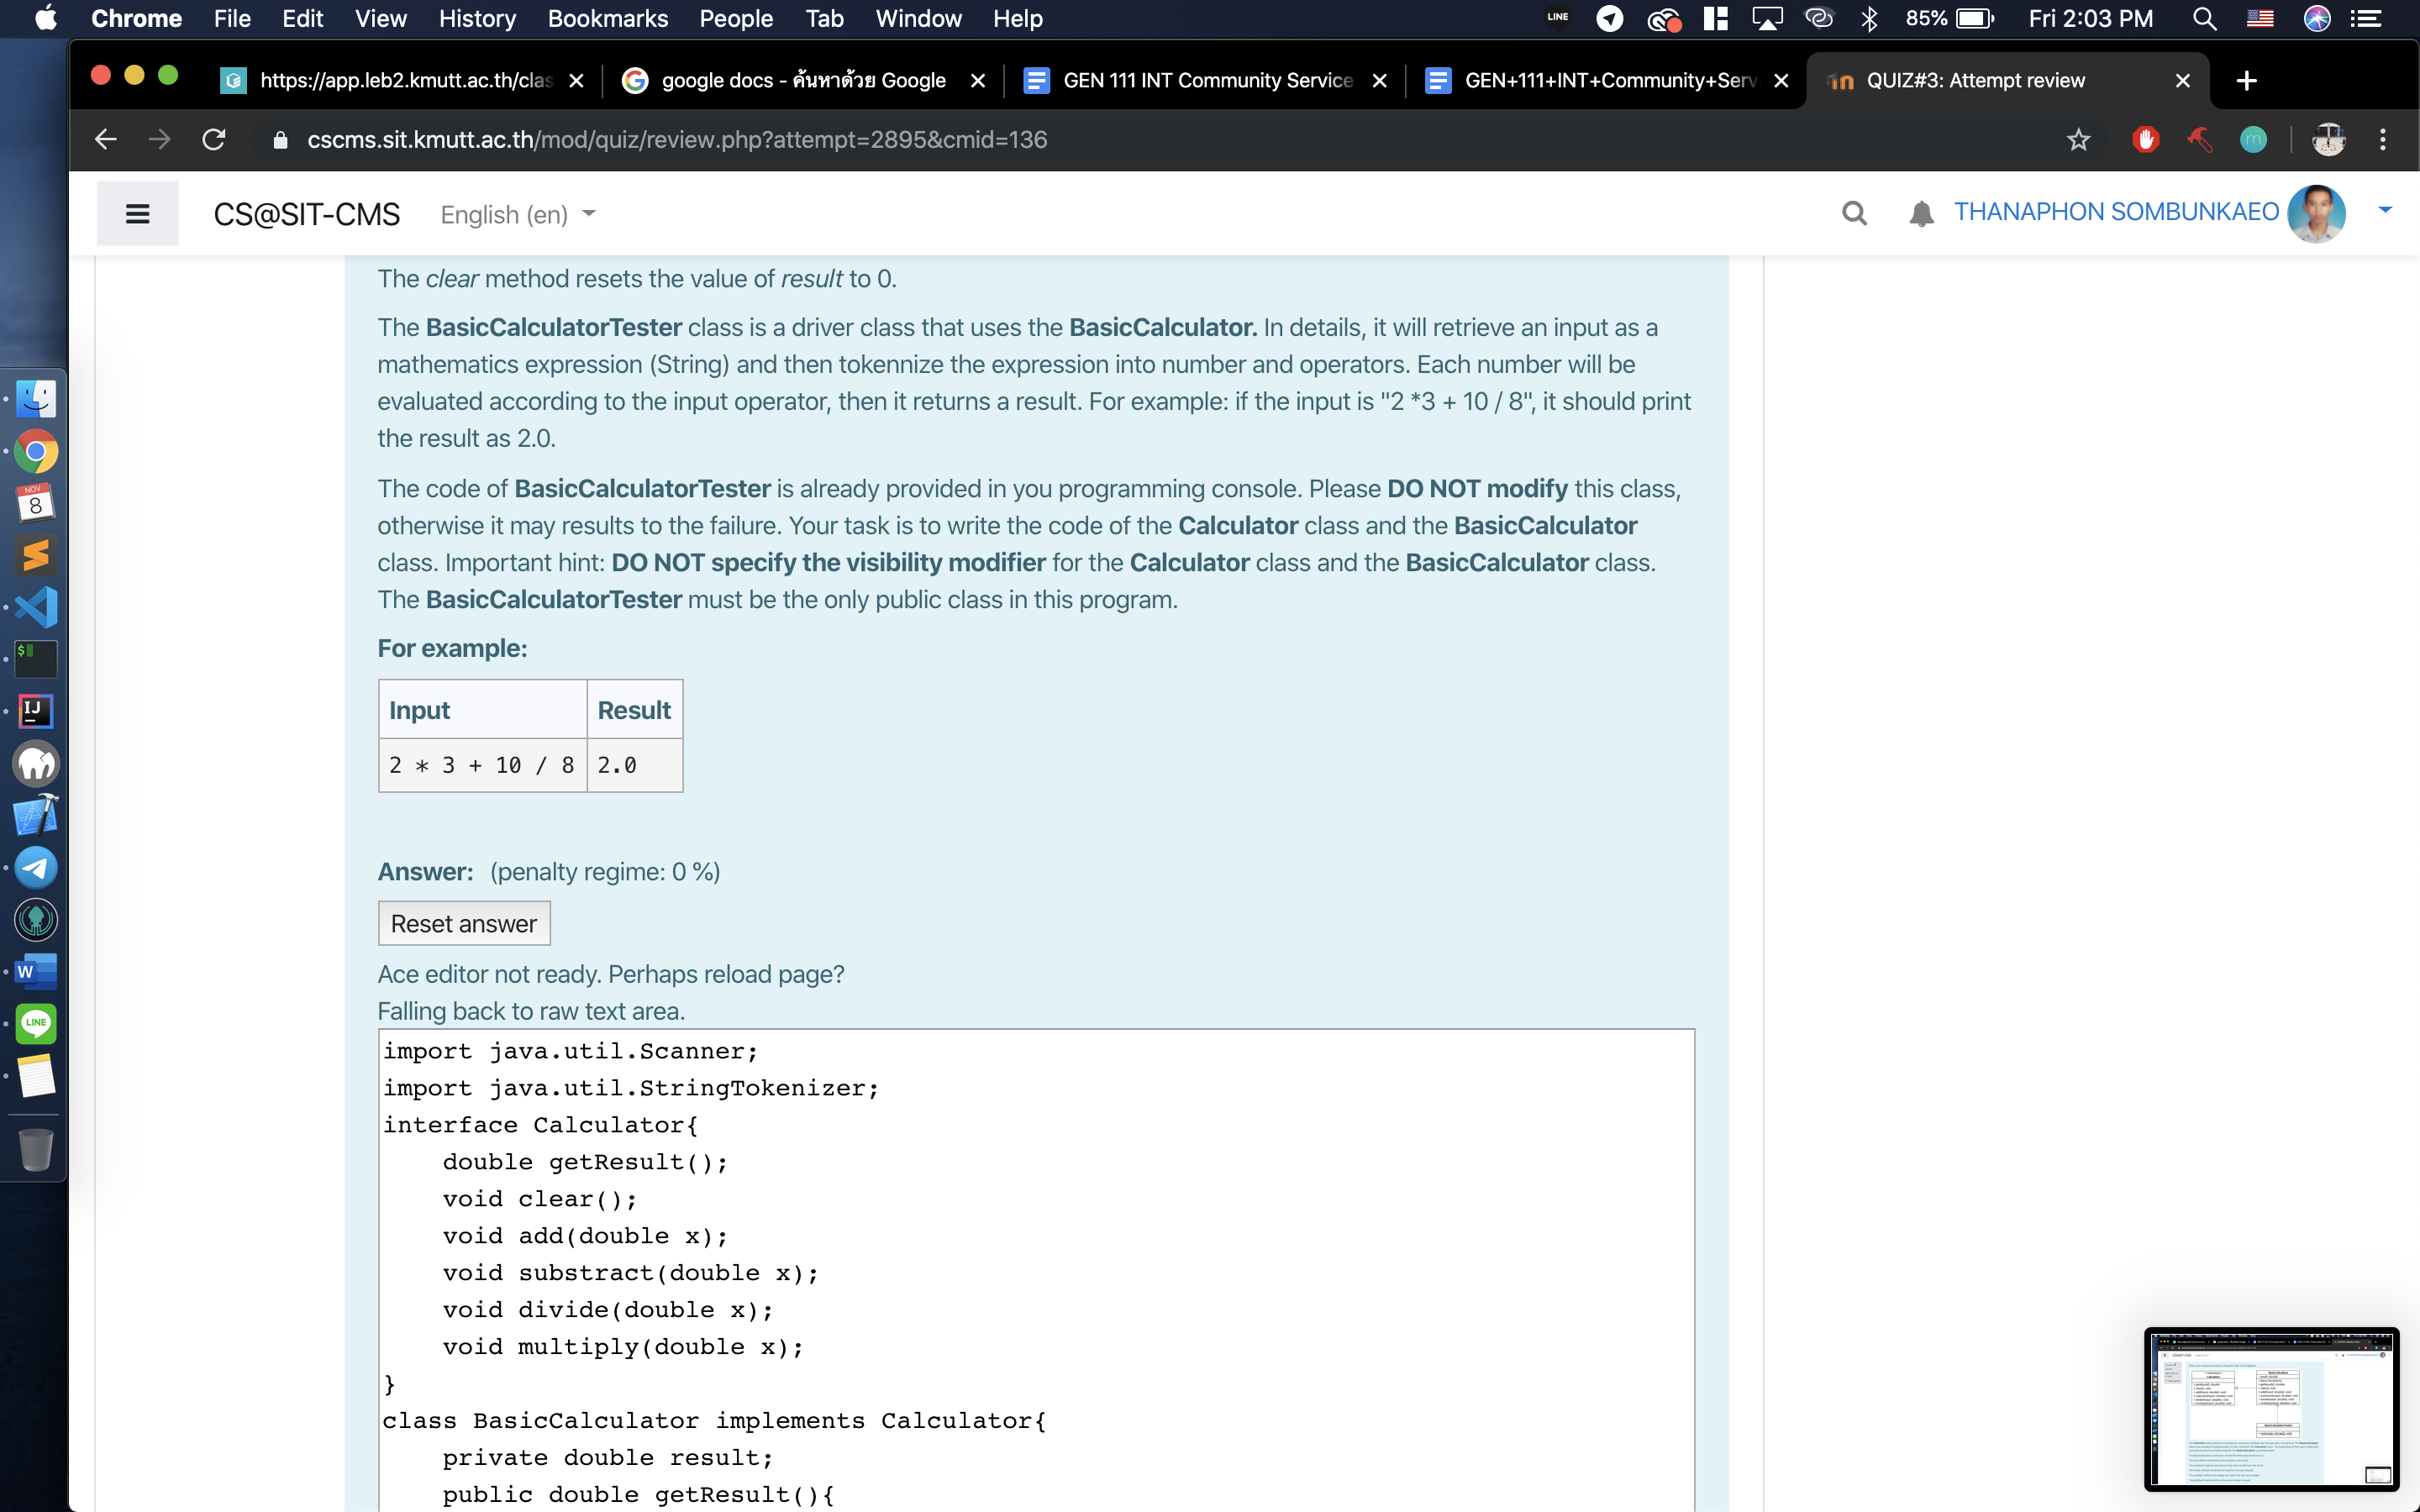 Chrome File Edit View History Bookmarks People Tab Window Help LINE 85% Fri 2:03 PM
https://app.leb2.kmutt.ac.th/clas google docs - ค้นหาด้วย Google GEN 111 INT Community Service GEN+111+INT+Community+Serv QUIZ#3: Attempt review
cscms.sit.kmutt.ac.th/mod/quiz/review.php?attempt=2895&cmid=136
CS@SIT-CMS English (en) THANAPHON SOMBUNKAEO
The clear method resets the value of result to 0.
The BasicCalculatorTester class is a driver class that uses the BasicCalculator. In details, it will retrieve an input as a
mathematics expression (String) and then tokennize the expression into number and operators. Each number will be
evaluated according to the input operator, then it returns a result. For example: if the input is "2 *3 + 10 / 8", it should print
the result as 2.0.
The code of BasicCalculatorTester is already provided in you programming console. Please DO NOT modify this class,
otherwise it may results to the failure. Your task is to write the code of the Calculator class and the BasicCalculator
class. Important hint: DO NOT specify the visibility modifier for the Calculator class and the BasicCalculator class.
The BasicCalculatorTester must be the only public class in this program.
For example:
Input Result
2 * 3 + 10 / 8 2.0
Answer: (penalty regime: 0 %)
Reset answer
Ace editor not ready. Perhaps reload page?
Falling back to raw text area.
import java.util.Scanner;
import java.util.StringTokenizer;
interface Calculator{
double getResult();
void clear();
void add(double x);
void substract(double x);
void divide(double x);
void multiply(double x);
}
class BasicCalculator implements Calculator{
private double result;
public double getResult(){
NOV
8
$
IJ
W
LINE